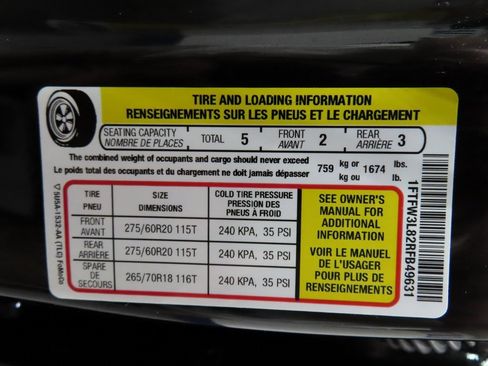 TIRE AND LOADING INFORMATION
RENSEIGNEMENTS SUR LES PNEUS ET LE CHARGEMENT
SEATING CAPACITY
NOMBRE DE PLACES
TOTAL 5
FRONT
AVANT
2
REAR
ARRIÈRE
3
The combined weight of occupants and cargo should never exceed
Le poids total des occupants et du chargement ne doit jamais dépasser
759 kg or 1674 lbs.
kg ou lb.
TIRE
PNEU
SIZE
DIMENSIONS
COLD TIRE PRESSURE
PRESSION DES
PNEUS À FROID
FRONT
AVANT
275/60R20 115T
240 KPA, 35 PSI
REAR
ARRIÈRE
275/60R20 115T
240 KPA, 35 PSI
SPARE
DE SECOURS
265/70R18 116T
240 KPA, 35 PSI
SEE OWNER'S
MANUAL FOR
ADDITIONAL
INFORMATION
VOIR LE MANUEL
DE L'USAGER
POUR PLUS DE
RENSEIGNEMENTS
1FTFW3L82RFB49631
5U5A-1532-AA (TLC) FoMoCo